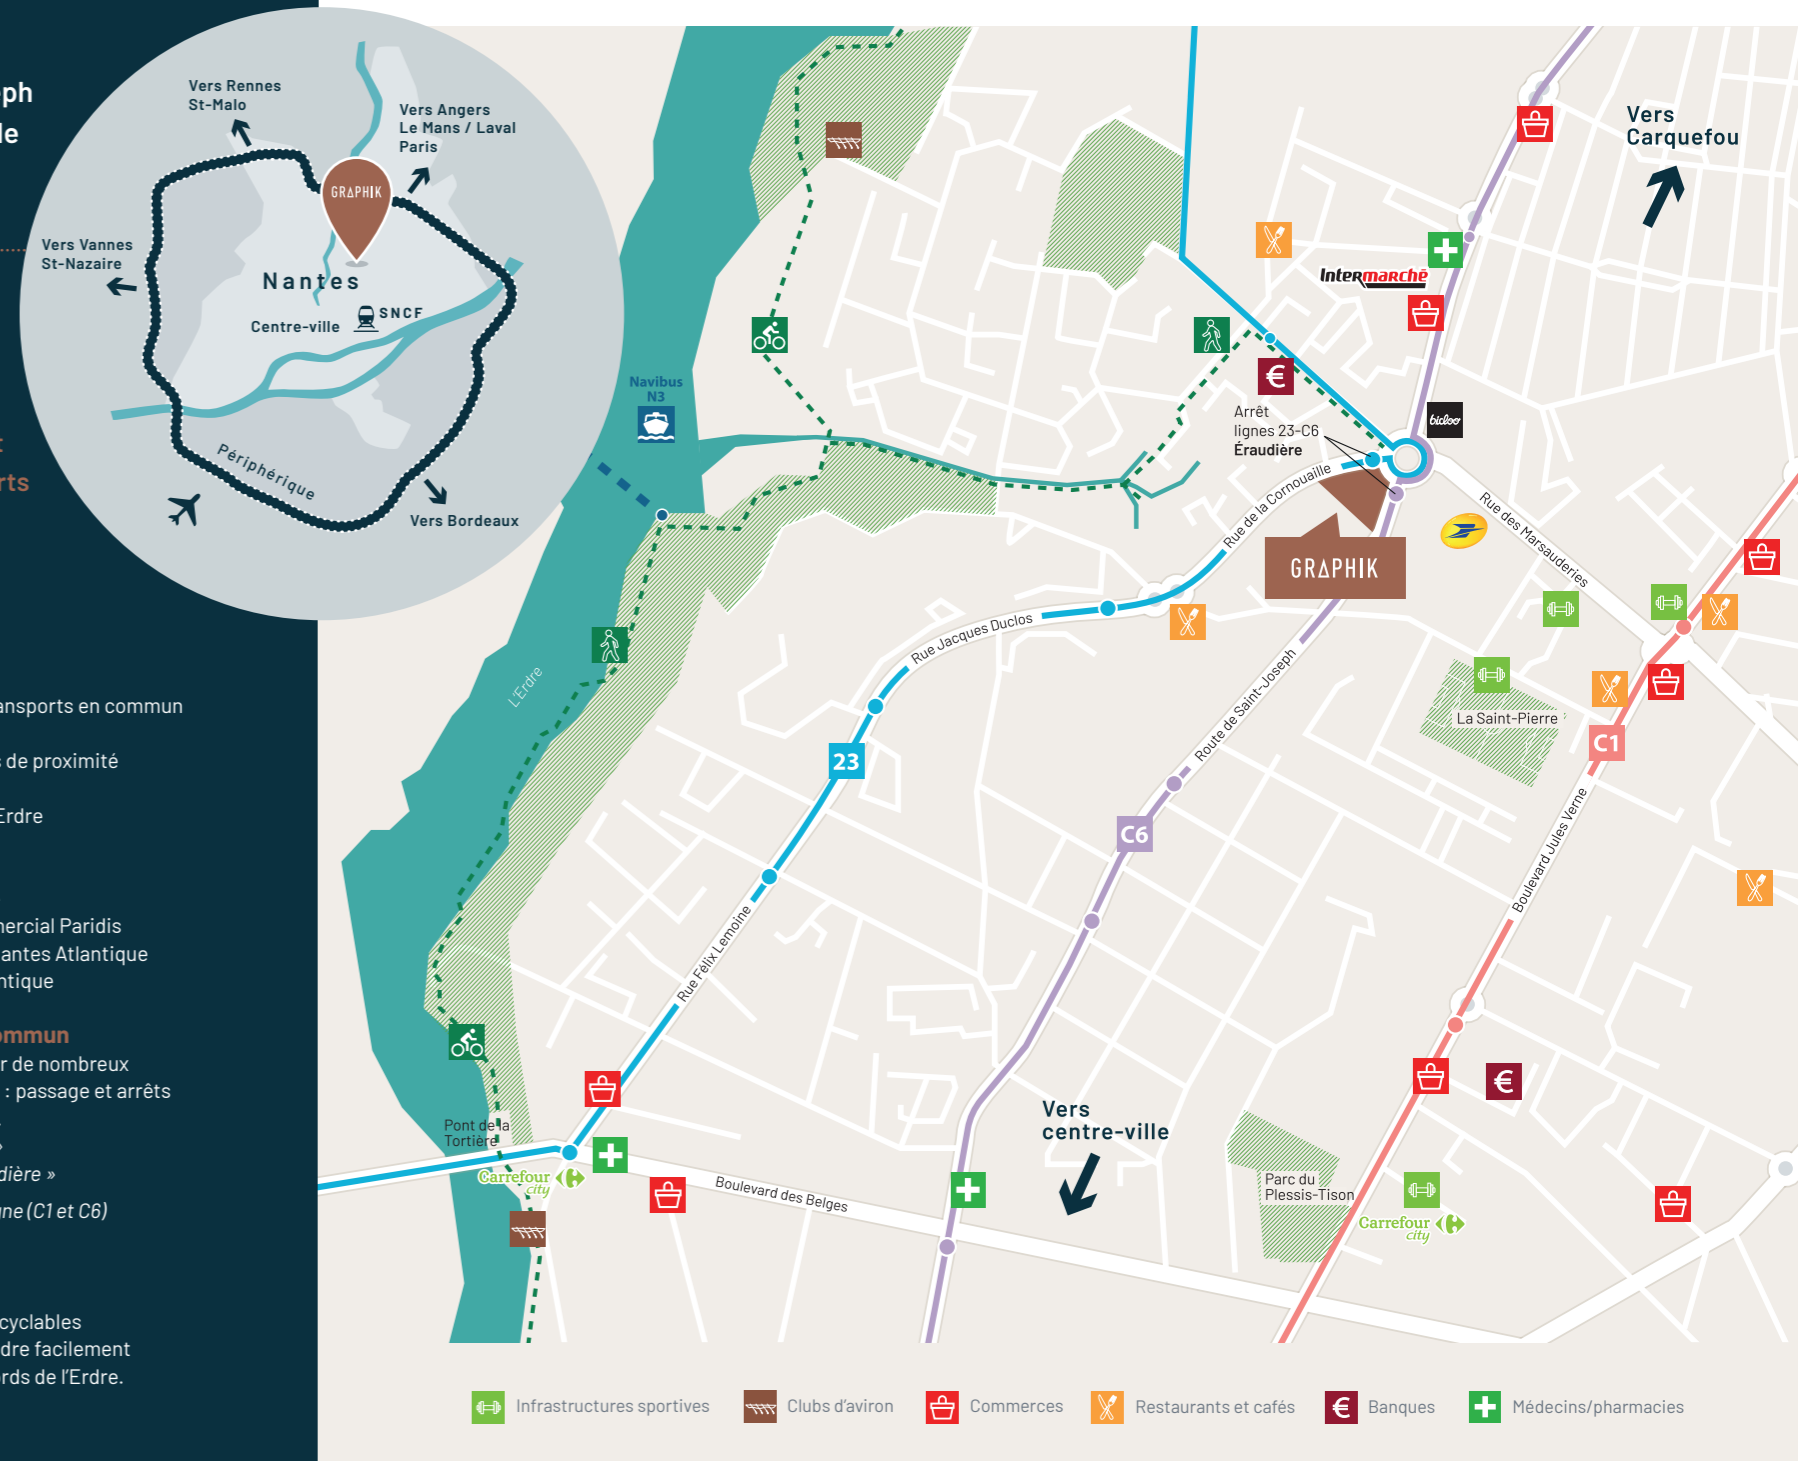 Vers Rennes
St-Malo
Vers Angers
Le Mans / Laval
Paris
GRAPHIK
Vers Vannes
St-Nazaire
Nantes
SNCF
Centre-ville
Périphérique
Vers Bordeaux
ansports en commun
de proximité
Erdre
mercial Paridis
antes Atlantique
ntique
ommun
r de nombreux
: passage et arrêts
dière »
ne (C1 et C6)
cyclables
dre facilement
rds de l'Erdre.
Vers
Carquefou
Intermarché
Navibus
N3
€
Arrêt
lignes 23-C6
Éraudière
bicloo
Rue de la Cornouaille
Rue des Marsauderies
GRAPHIK
Rue Jacques Duclos
L'Erdre
Route de Saint-Joseph
La Saint-Pierre
C1
23
C6
Boulevard Jules Verne
Rue Félix Lemoine
€
Pont de la
Tortière
Carrefour
city
Vers
centre-ville
Boulevard des Belges
Parc du
Plessis-Tison
Carrefour
city
Infrastructures sportives
Clubs d'aviron
Commerces
Restaurants et cafés
€ Banques
Médecins/pharmacies